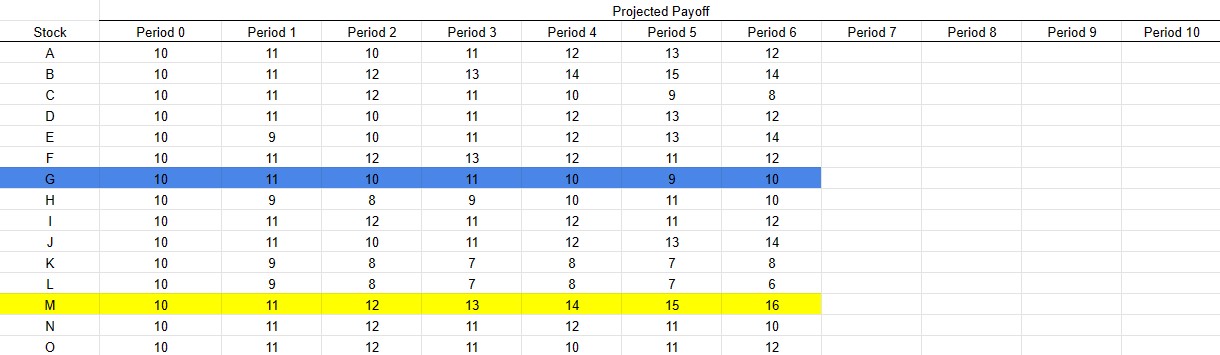 Projected Payoff
Stock Period 0 Period 1 Period 2 Period 3 Period 4 Period 5 Period 6 Period 7 Period 8 Period 9 Period 10
A 10 11 10 11 12 13 12
B 10 11 12 13 14 15 14
C 10 11 12 11 10 9 8
D 10 11 10 11 12 13 12
E 10 9 10 11 12 13 14
F 10 11 12 13 12 11 12
G 10 11 10 11 10 9 10
H 10 9 8 9 10 11 10
I 10 11 12 11 12 11 12
J 10 11 10 11 12 13 14
K 10 9 8 7 8 7 8
L 10 9 8 7 8 7 6
M 10 11 12 13 14 15 16
N 10 11 12 11 12 11 10
O 10 11 12 11 10 11 12